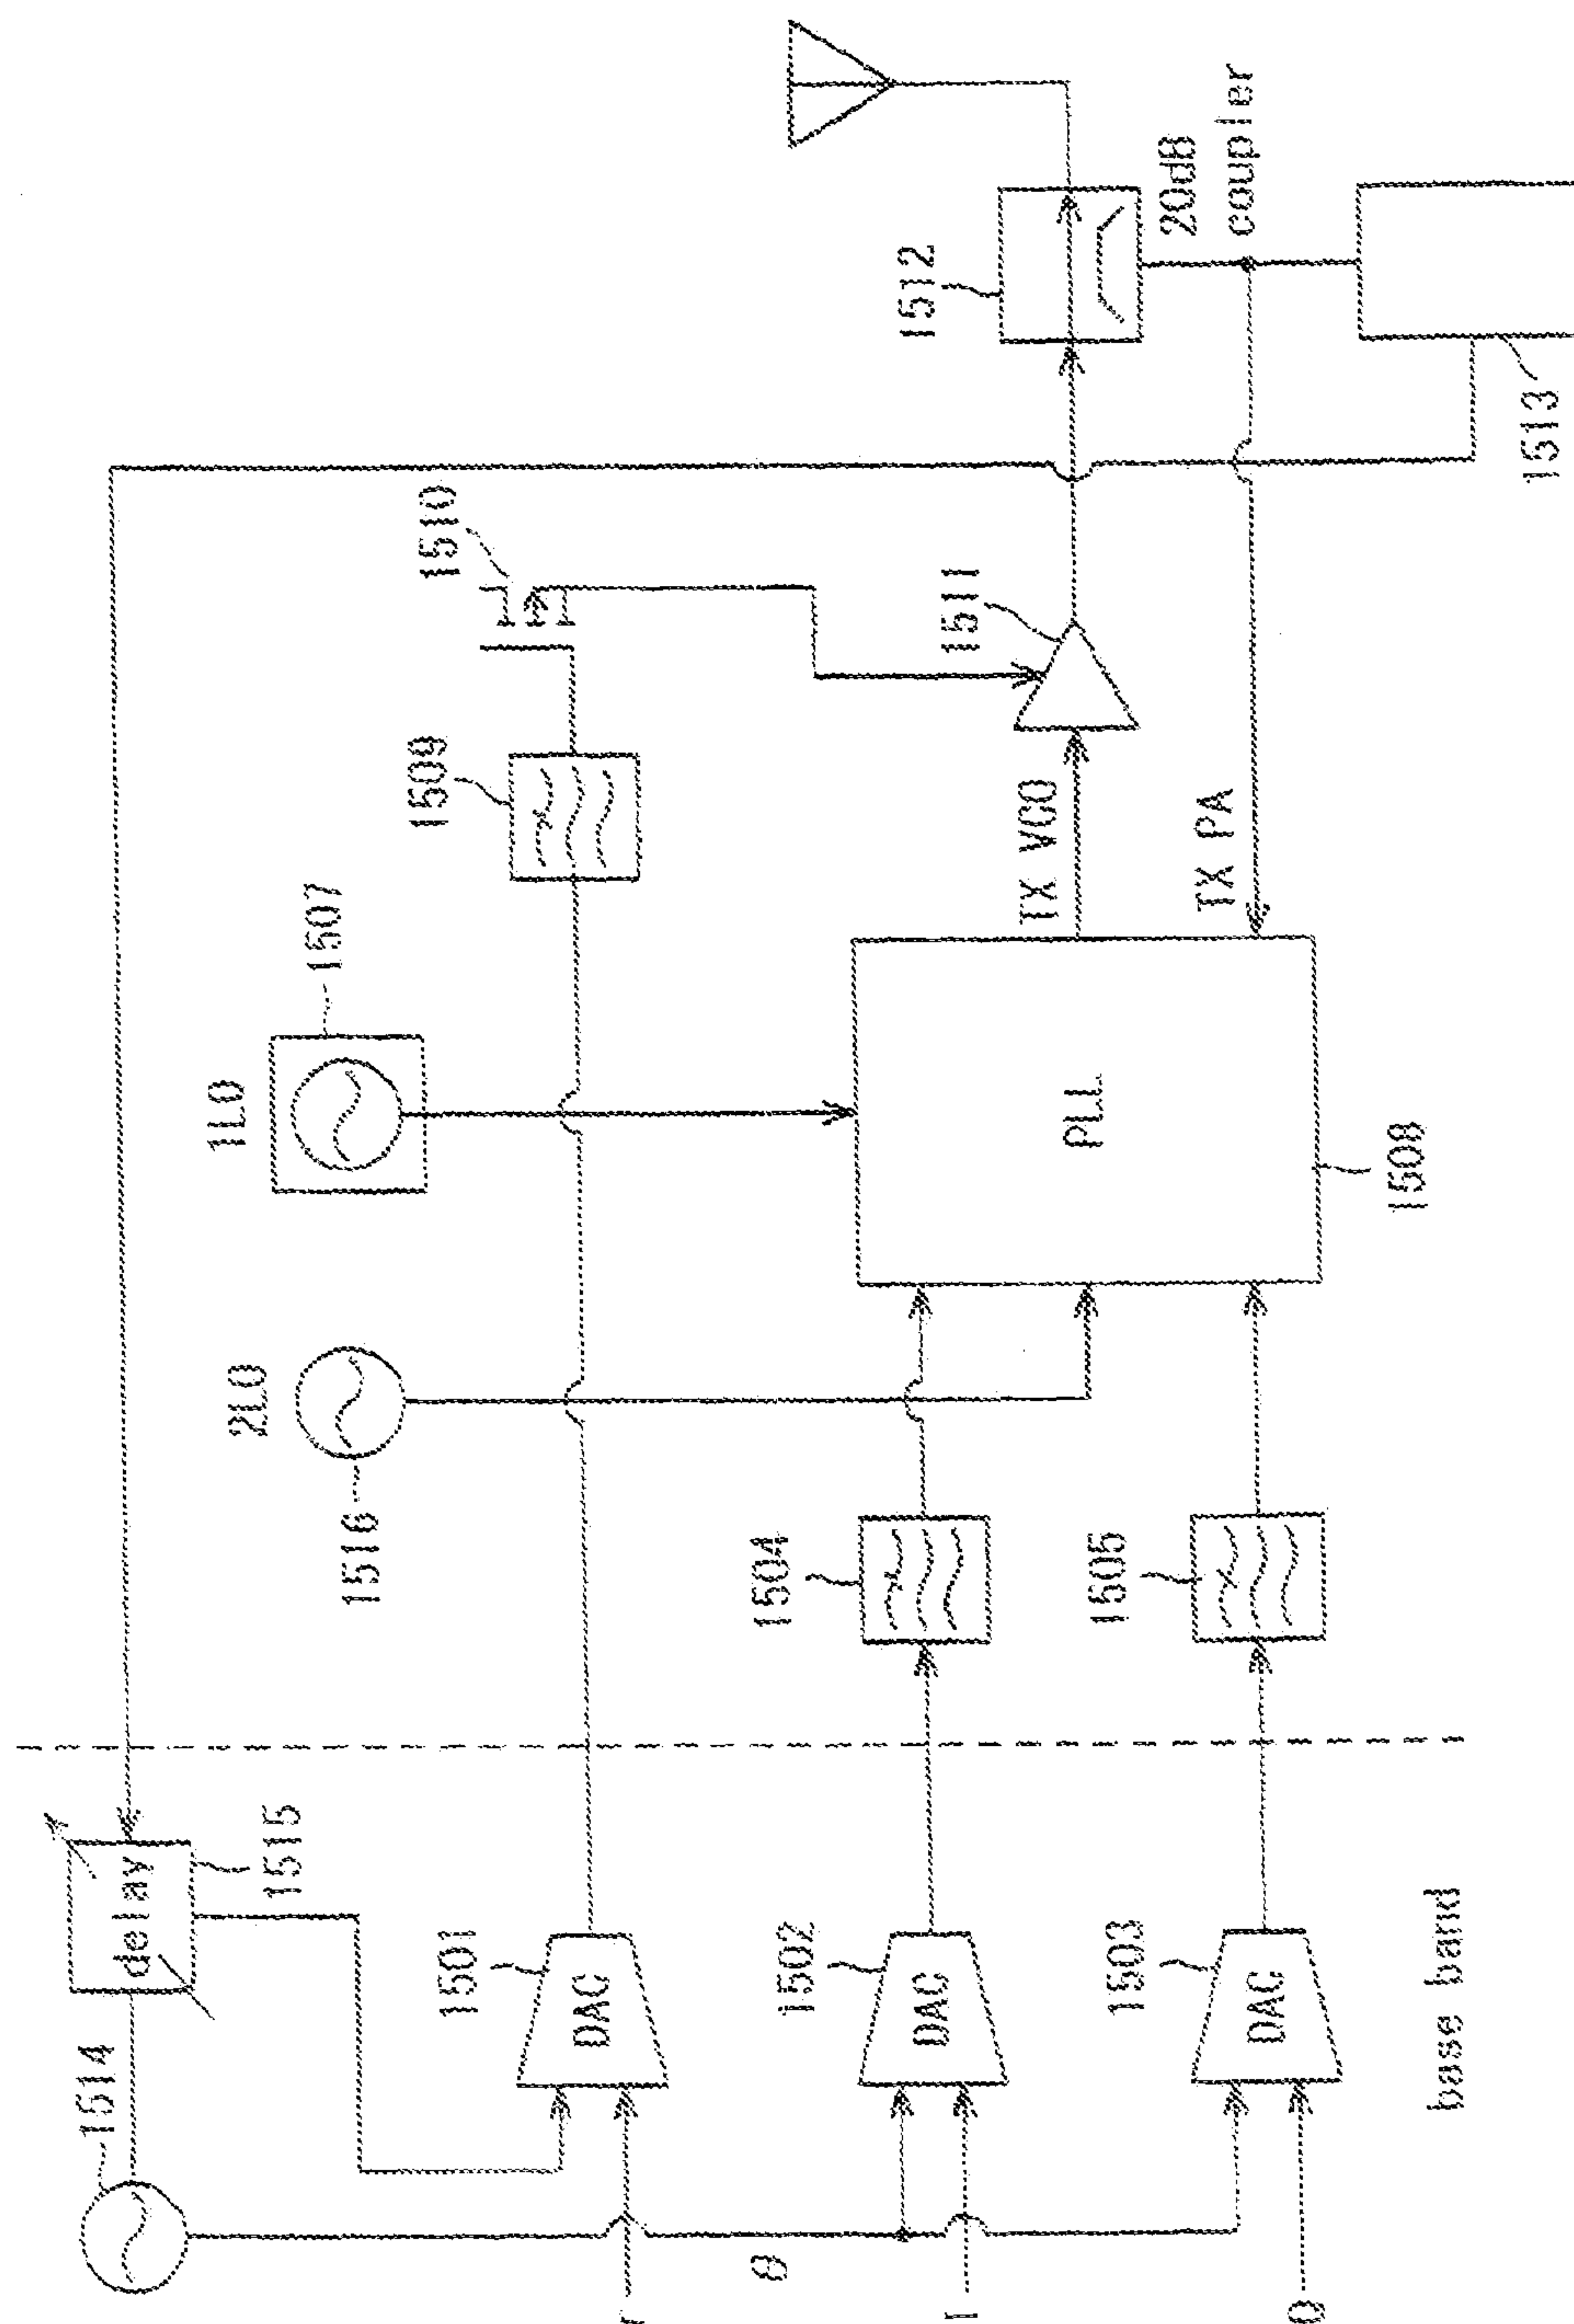 1514
delay
1515
1501
DAC
1502
DAC
1503
DAC
θ
I
Q
base band
2LO
1516
1504
1505
1LO
1507
PLL
1508
1509
1510
TX VCO
TX PA
1511
1512
20dB
coupler
1513